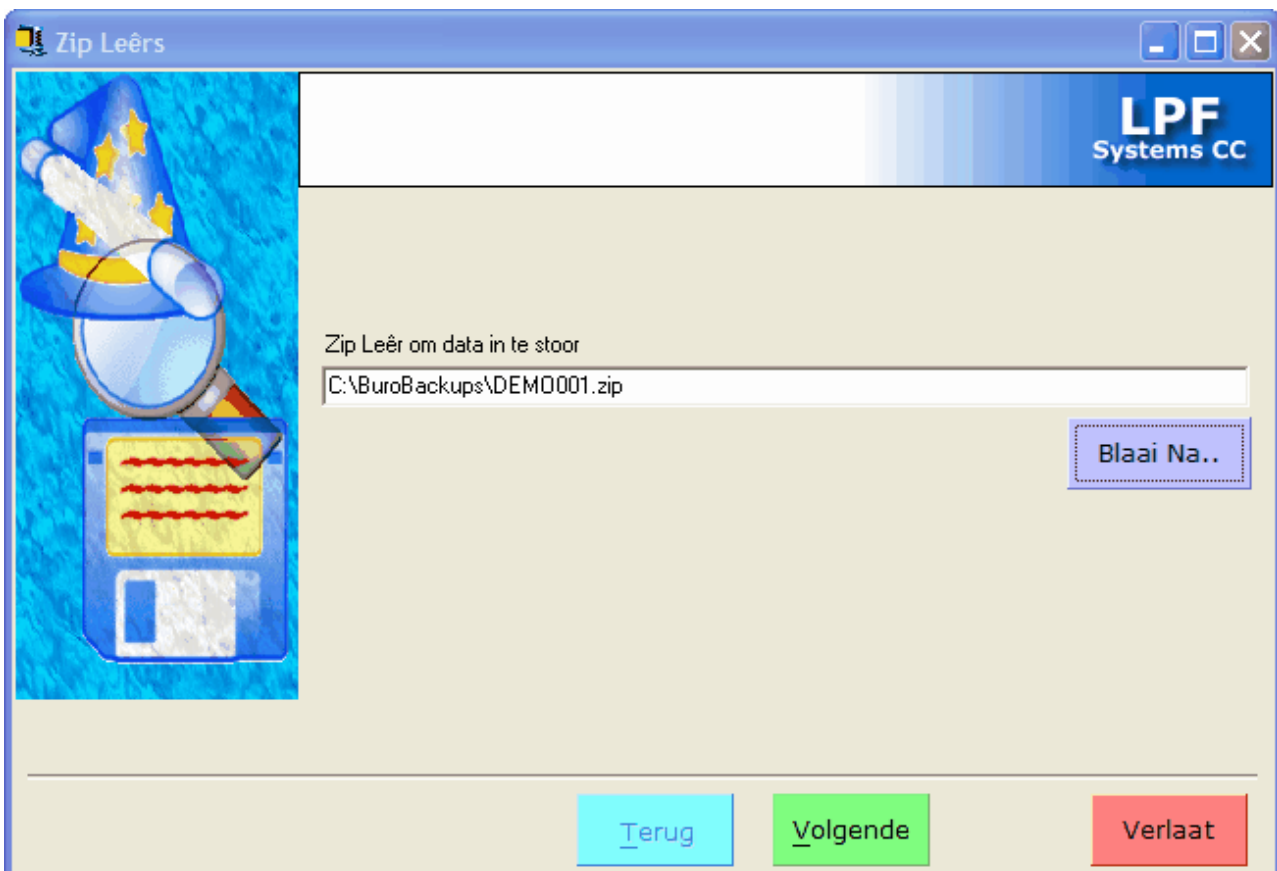 Zip Leêrs
LPF
Systems CC
Zip Leêr om data in te stoor
C:\BuroBackups\DEMO001.zip
Blaai Na..
Terug
Volgende
Verlaat